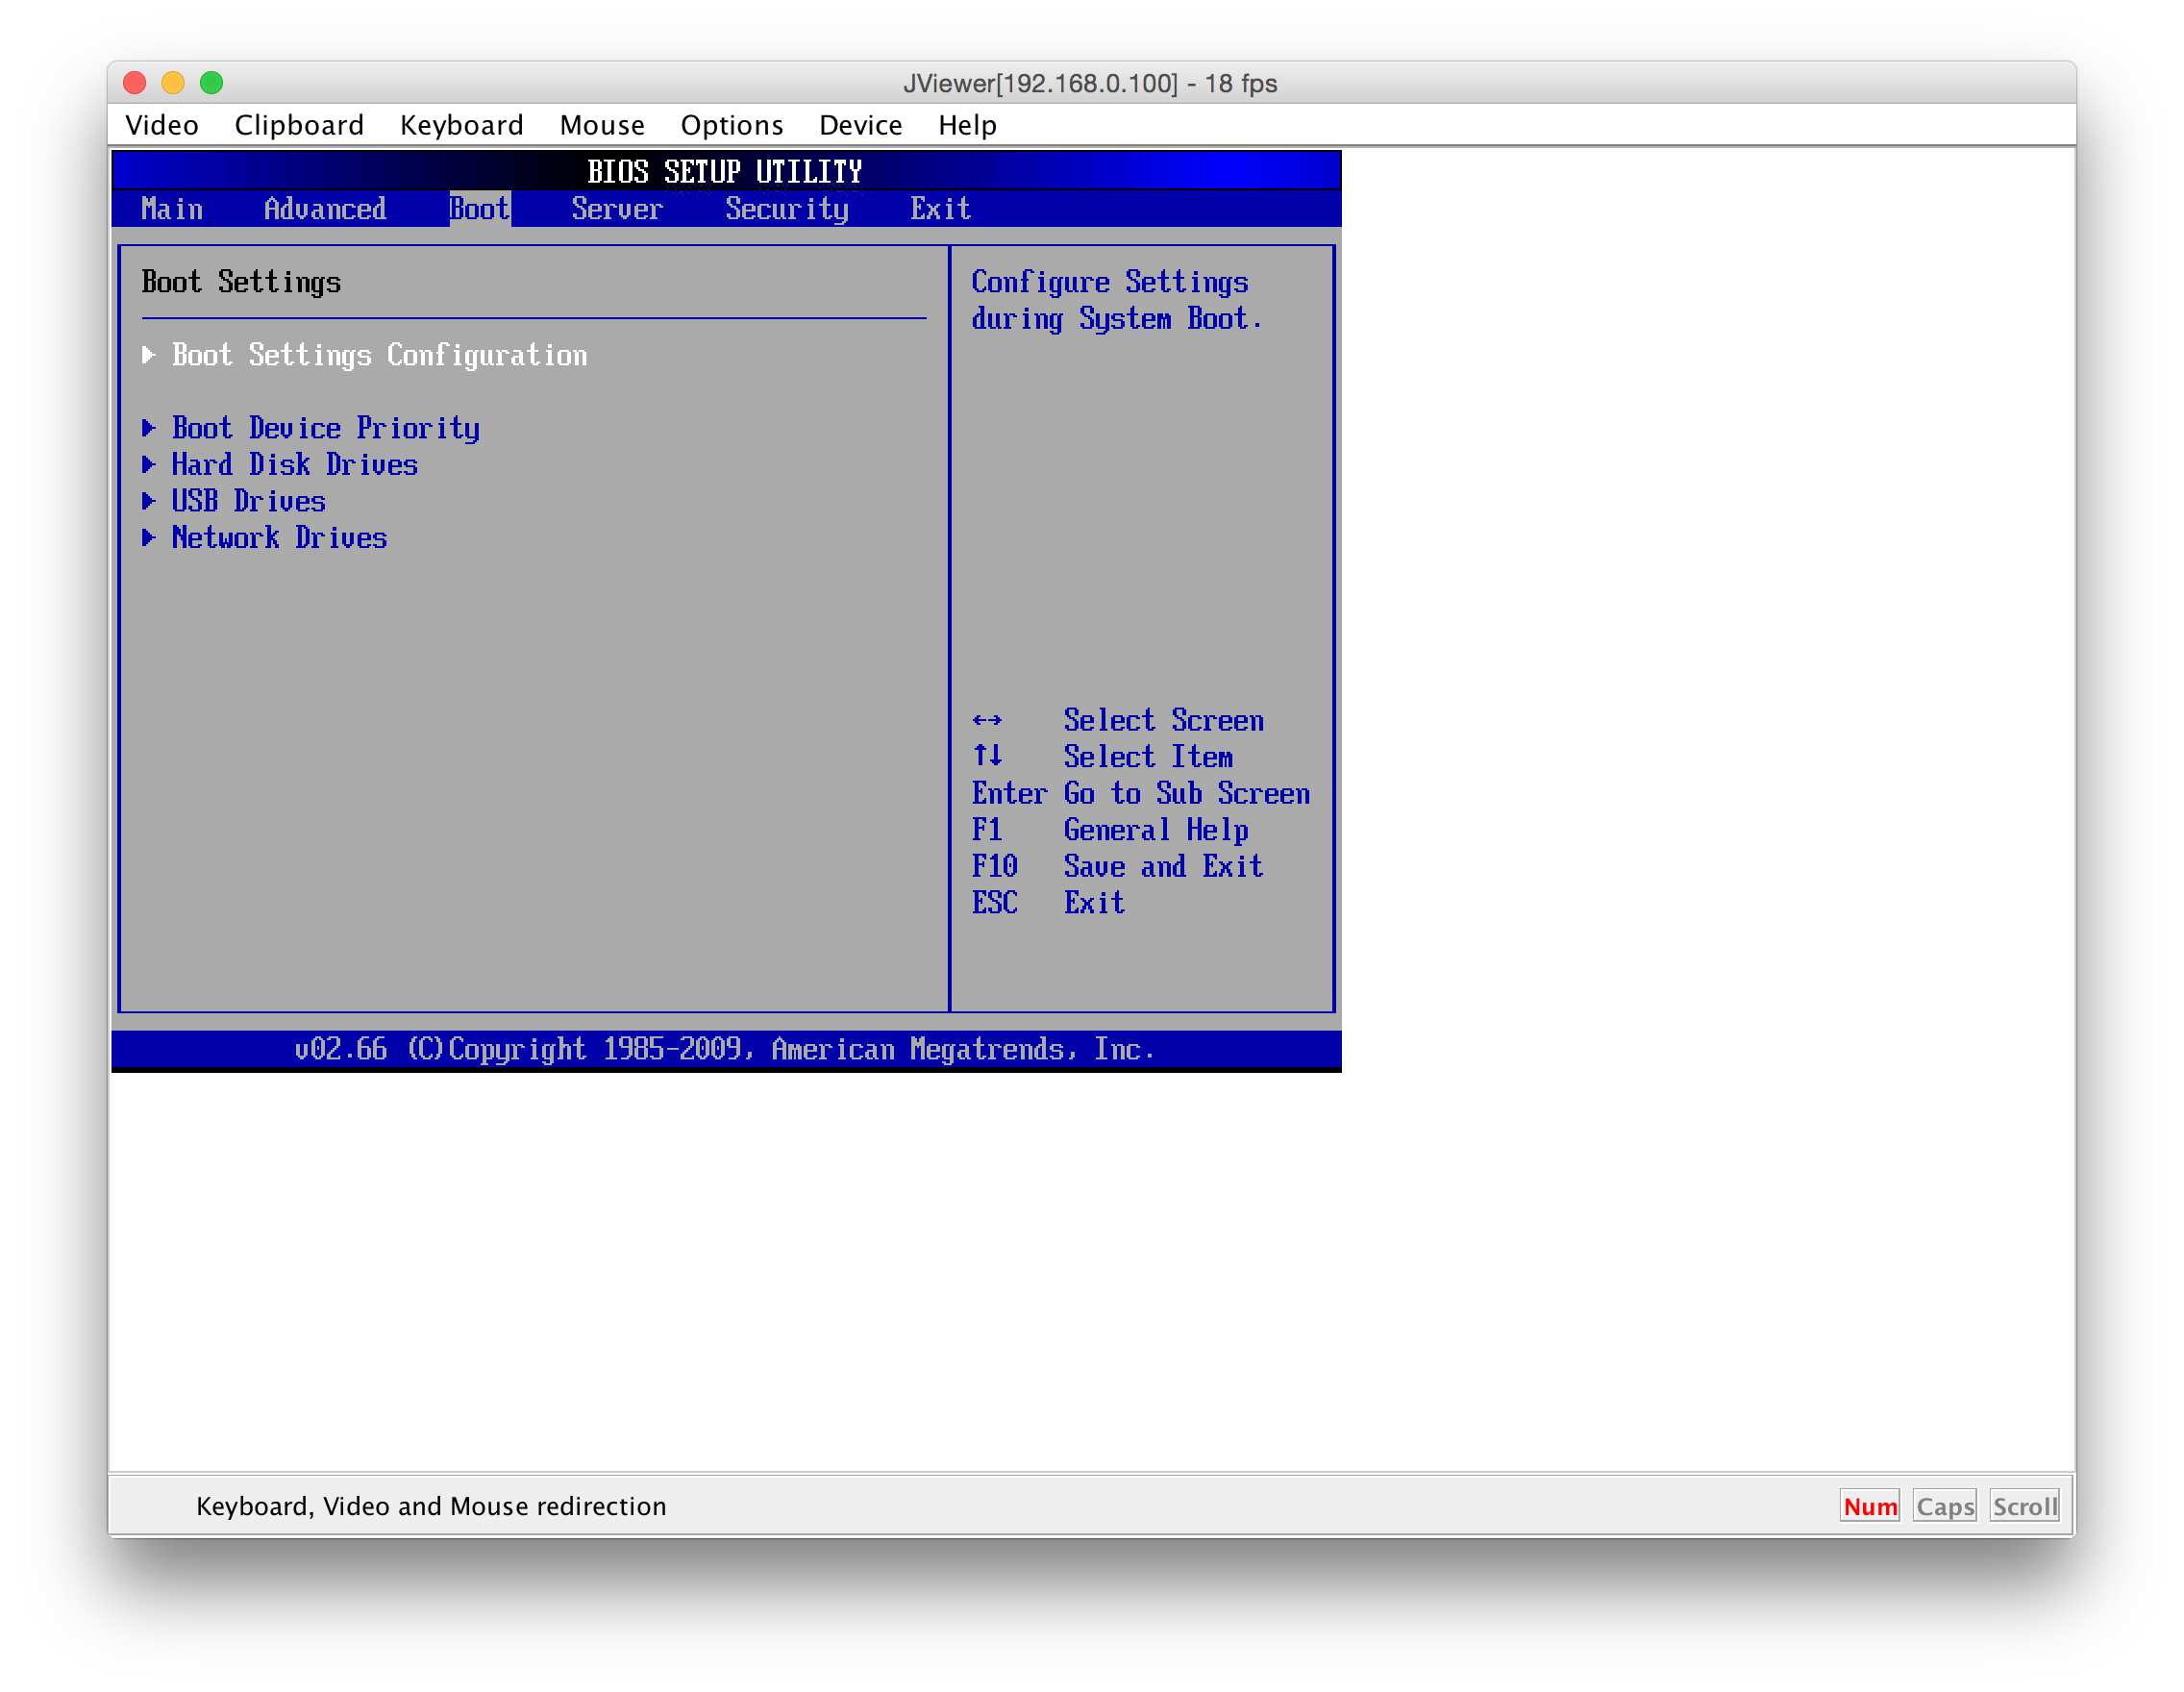 JViewer[192.168.0.100] - 18 fps
Video Clipboard Keyboard Mouse Options Device Help
BIOS SETUP UTILITY
Main Advanced Boot Server Security Exit
Boot Settings
Boot Settings Configuration
Boot Device Priority
Hard Disk Drives
USB Drives
Network Drives
Configure Settings
during System Boot.
←→ Select Screen
↑↓ Select Item
Enter Go to Sub Screen
F1 General Help
F10 Save and Exit
ESC Exit
v02.66 (C)Copyright 1985-2009, American Megatrends, Inc.
Keyboard, Video and Mouse redirection
Num Caps Scroll